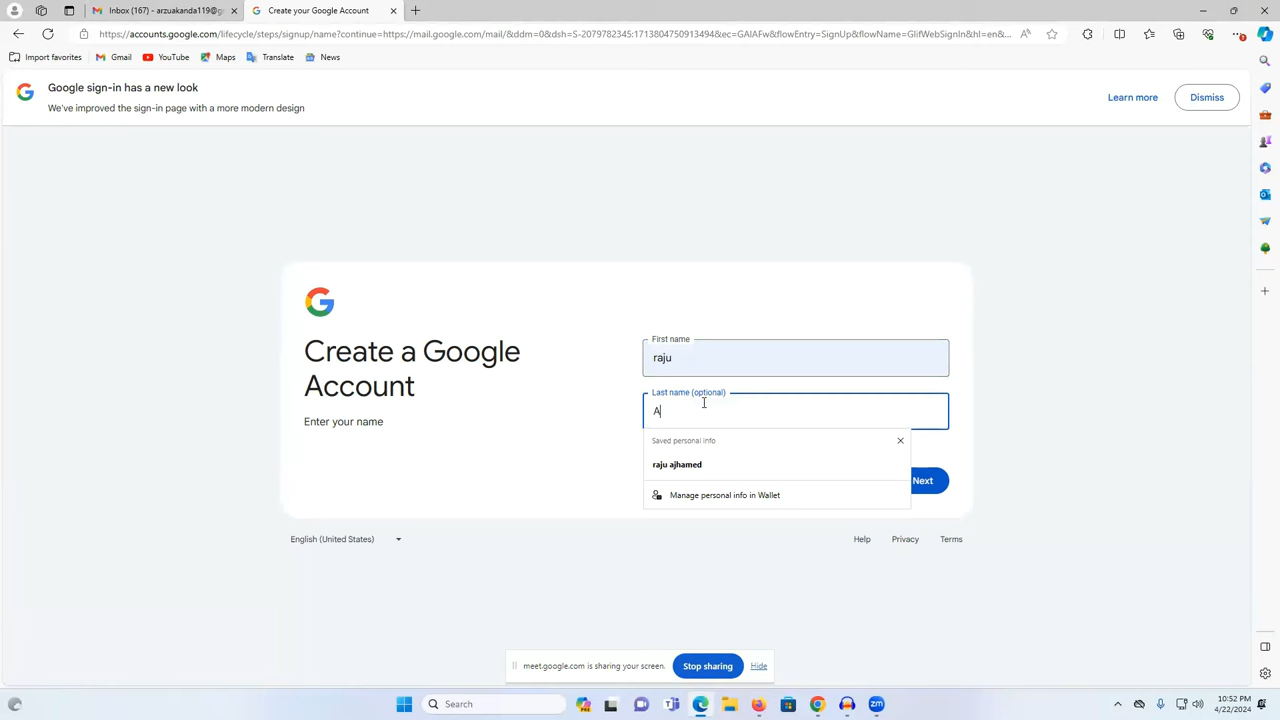 Inbox (167) - arzuakanda119@gr
Create your Google Account
https://accounts.google.com/lifecycle/steps/signup/name?continue=https://mail.google.com/mail/&ddm=0&dsh=S-2079782345:1713804750913494&ec=GAlAFw&flowEntry=SignUp&flowName=GlifWebSignIn&hl=en&...
Import favorites
Gmail
YouTube
Maps
Translate
News
Google sign-in has a new look
We've improved the sign-in page with a more modern design
Learn more
Dismiss
Create a Google
Account
Enter your name
First name
raju
Last name (optional)
A
Saved personal info
raju ajhamed
Manage personal info in Wallet
Next
English (United States)
Help
Privacy
Terms
meet.google.com is sharing your screen.
Stop sharing
Hide
Search
10:52 PM
4/22/2024